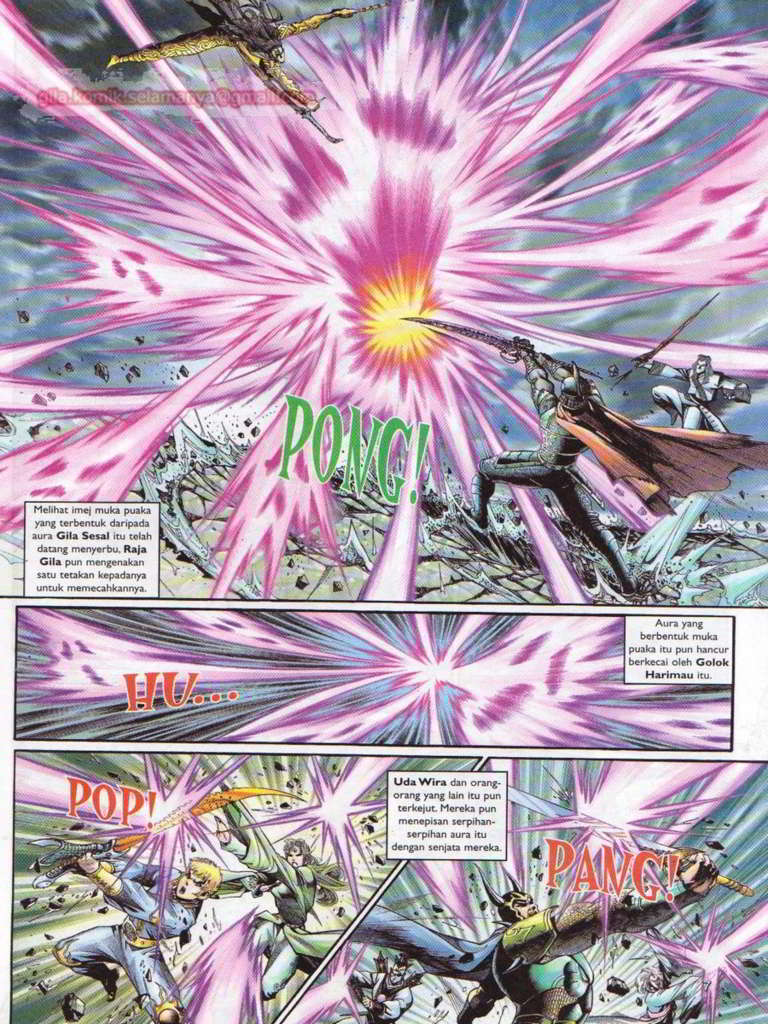 gila.komik.selamanya@gmail.com
PONG!
Melihat imej muka puaka
yang terbentuk daripada
aura Gila Sesal itu telah
datang menyerbu, Raja
Gila pun mengenakan
satu tetakan kepadanya
untuk memecahkannya.
Aura yang
berbentuk muka
puaka itu pun hancur
berkecai oleh Golok
Harimau itu.
HU...
POP!
Uda Wira dan orang-
orang yang lain itu pun
terkejut. Mereka pun
menepisan serpihan-
serpihan aura itu
dengan senjata mereka.
PANG!